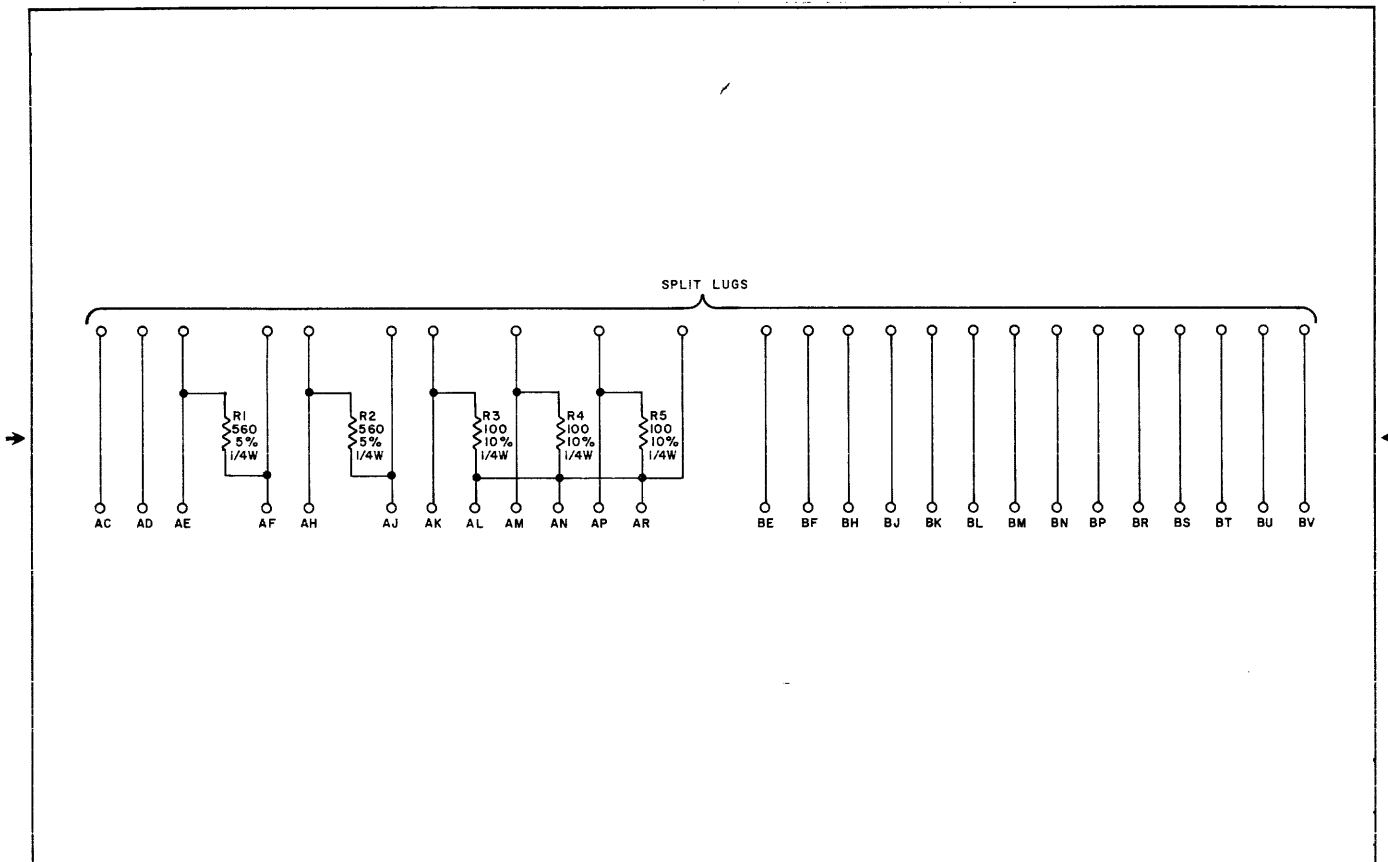 SPLIT LUGS
R1
560
5%
1/4W
R2
560
5%
1/4W
R3
100
10%
1/4W
R4
100
10%
1/4W
R5
100
10%
1/4W
AC AD AE AF AH AJ AK AL AM AN AP AR BE BF BH BJ BK BL BM BN BP BR BS BT BU BV